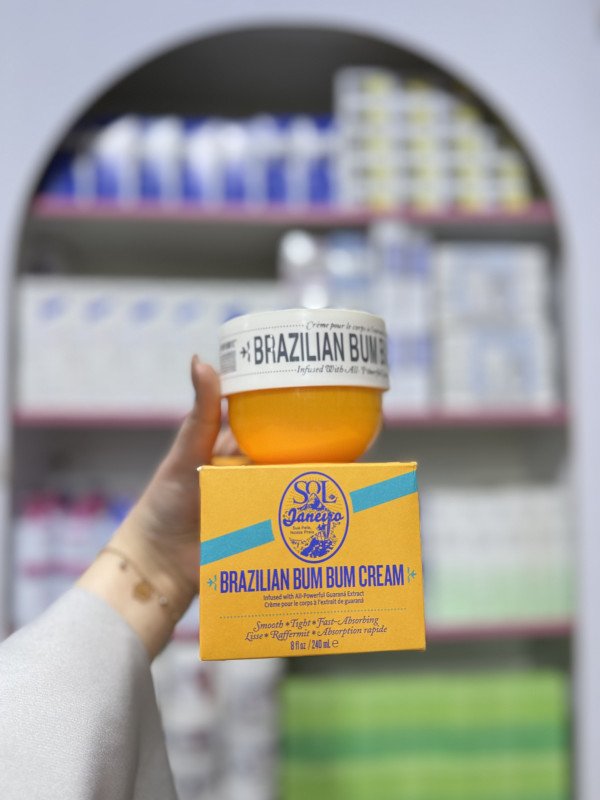 Crème pour le corps à l'
BRAZILIAN BUM B
Infused With All-Powerful
SOL
de
Janeiro
BRAZILIAN BUM BUM CREAM
Infused with All-Powerful Guaraná Extract
Crème pour le corps à l'extrait de guaraná
Smooth * Tight * Fast-Absorbing
Lisse * Raffermit * Absorption rapide
8 fl oz / 240 mL e